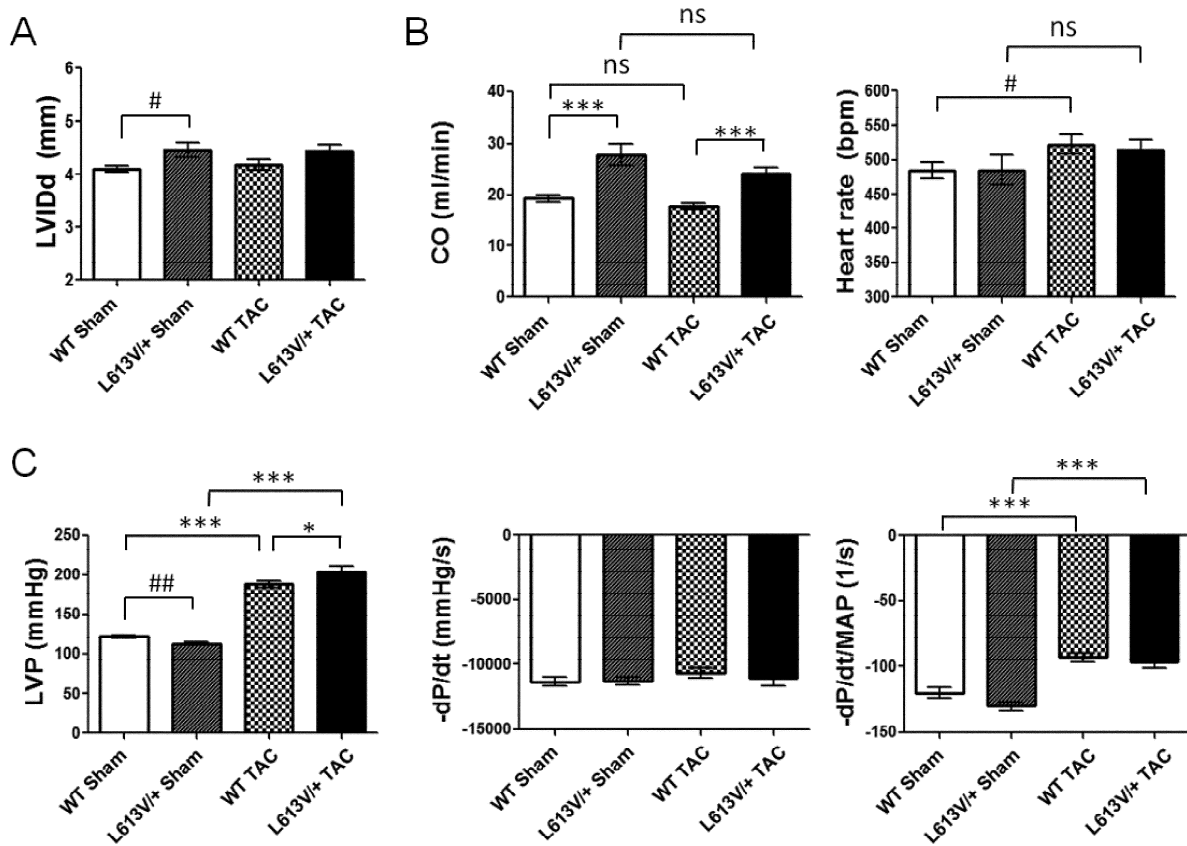 A
LVIDd (mm)
6
5
4
3
2
#
WT Sham
L613V/+ Sham
WT TAC
L613V/+ TAC
B
CO (ml/min)
40
30
20
10
0
ns
ns
***
***
WT Sham
L613V/+ Sham
WT TAC
L613V/+ TAC
Heart rate (bpm)
600
550
500
450
400
350
300
ns
#
WT Sham
L613V/+ Sham
WT TAC
L613V/+ TAC
C
LVP (mmHg)
250
200
150
100
50
0
***
***
*
##
WT Sham
L613V/+ Sham
WT TAC
L613V/+ TAC
-dP/dt (mmHg/s)
0
-5000
-10000
-15000
WT Sham
L613V/+ Sham
WT TAC
L613V/+ TAC
-dP/dt/MAP (1/s)
0
-50
-100
-150
***
***
WT Sham
L613V/+ Sham
WT TAC
L613V/+ TAC